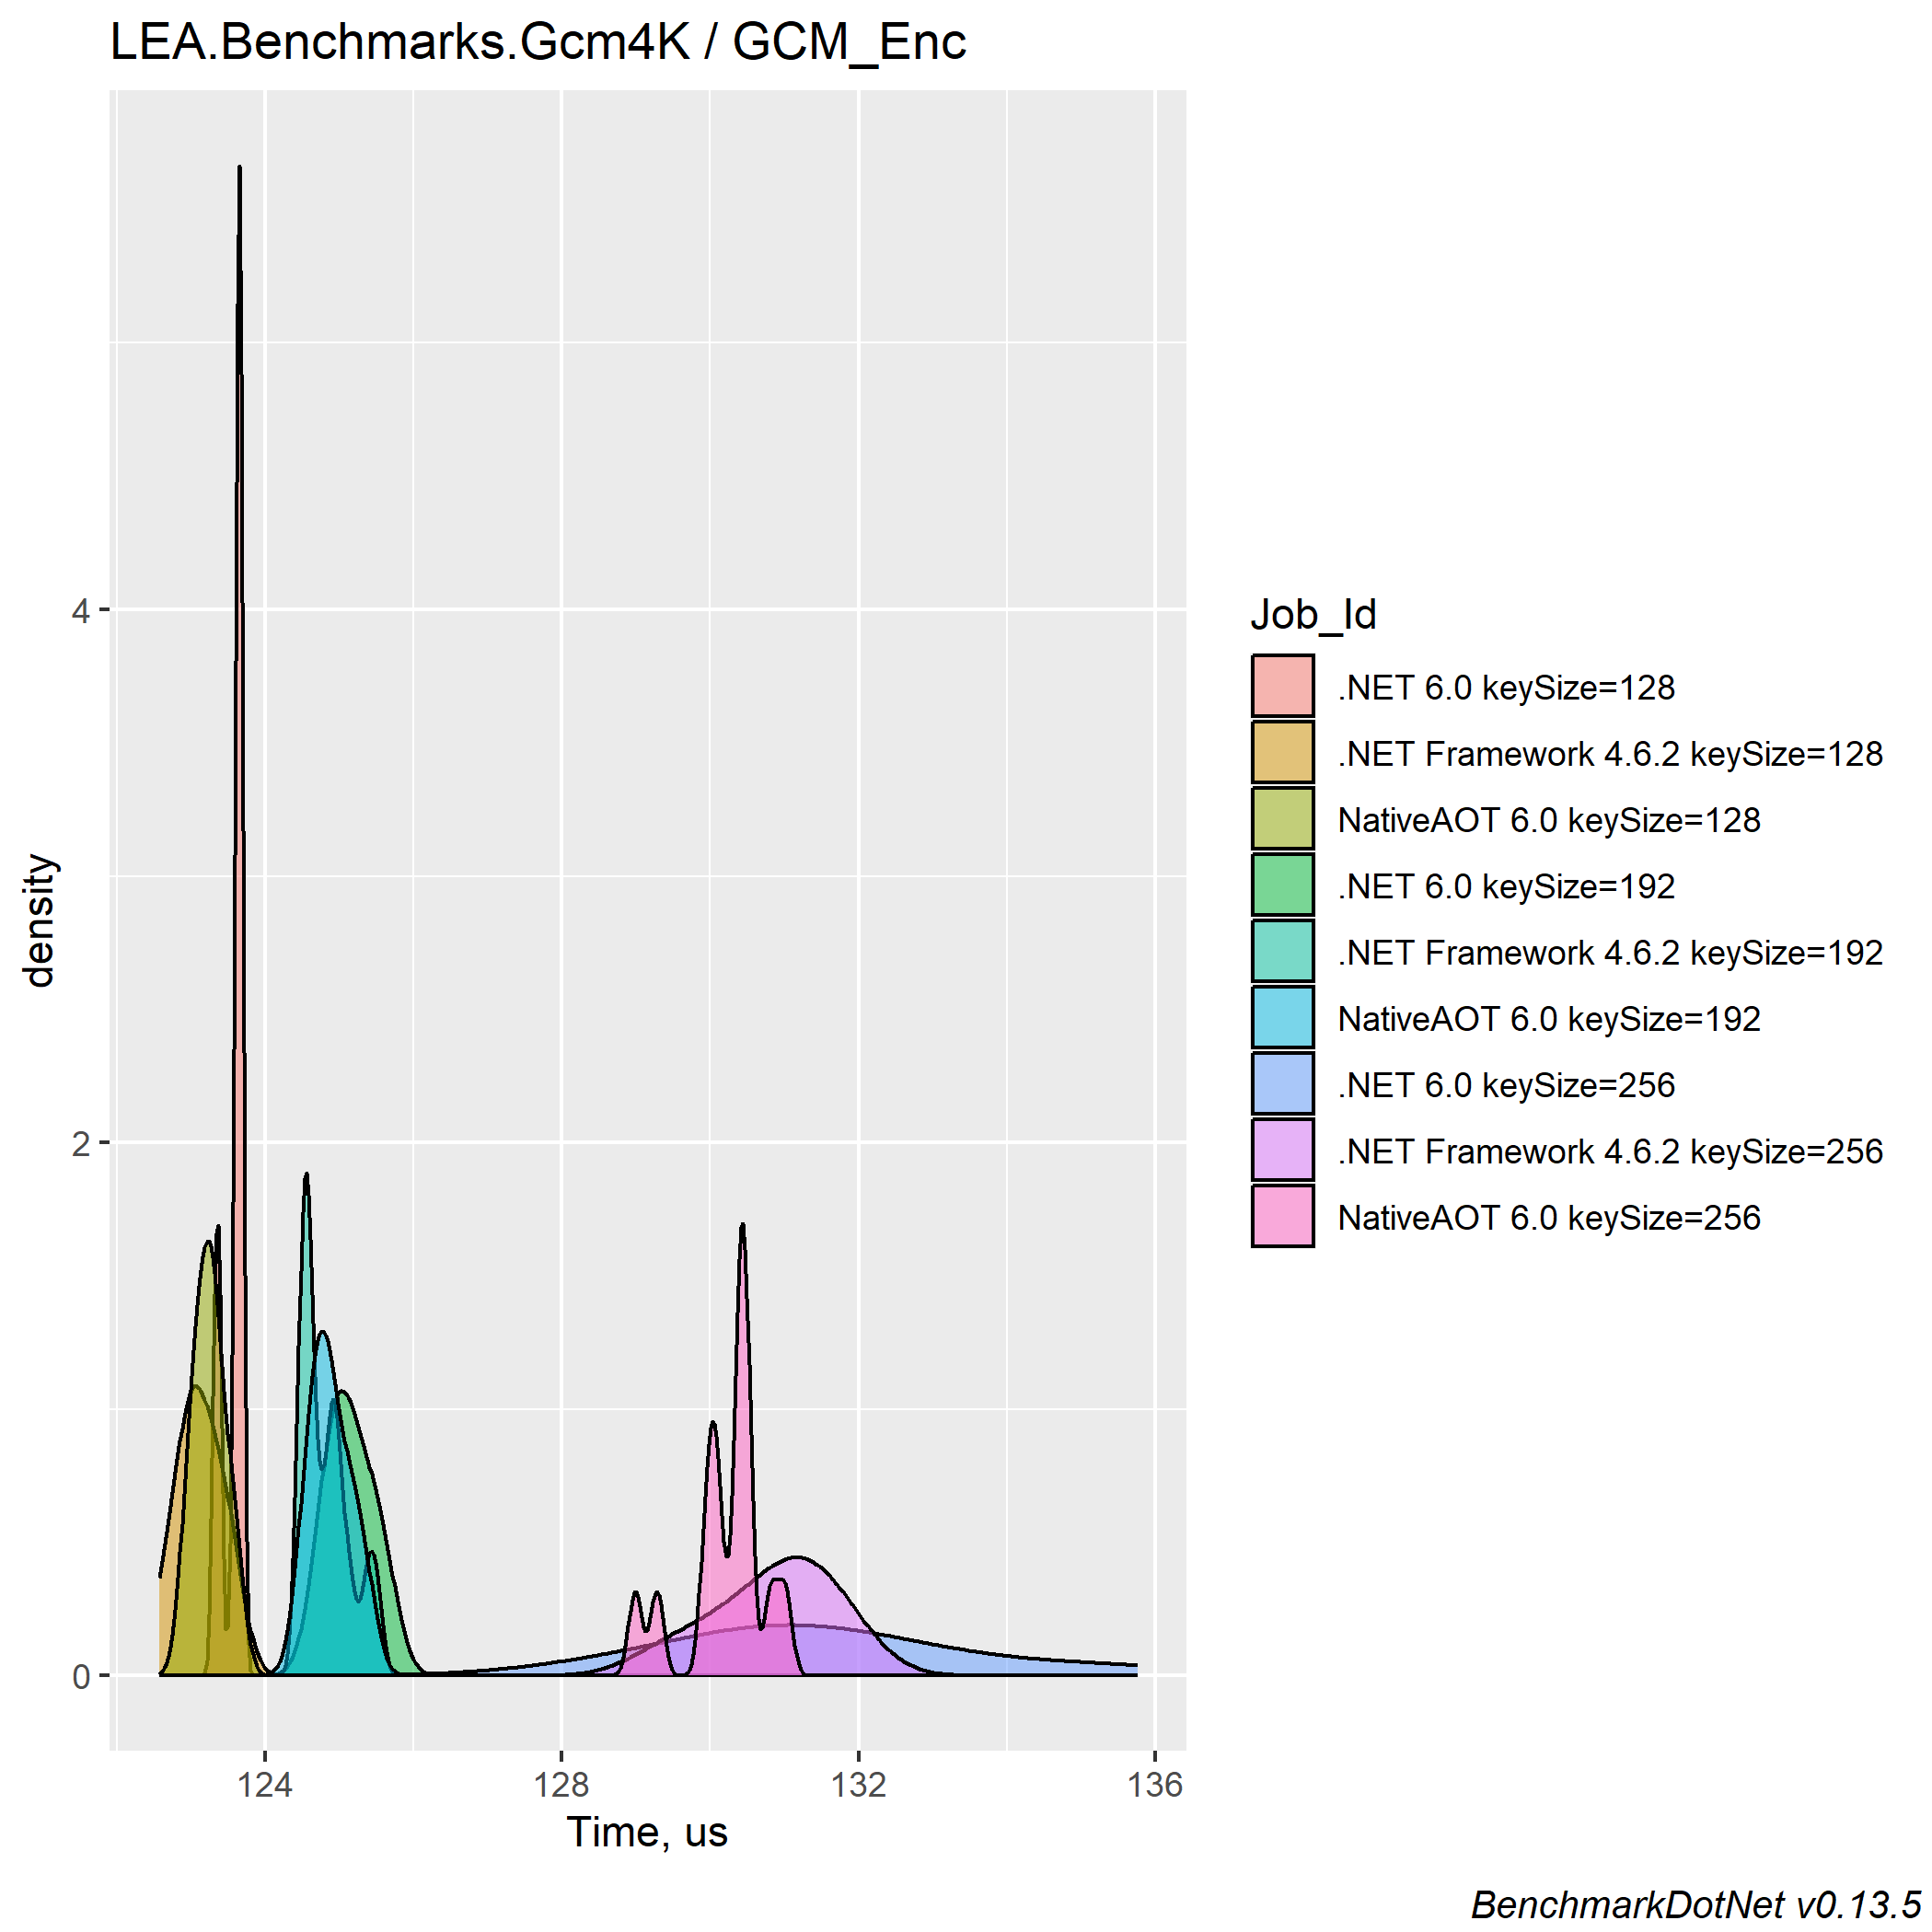 LEA.Benchmarks.Gcm4K / GCM_Enc
density
4
2
0
124
128
132
136
Time, us
Job_Id
.NET 6.0 keySize=128
.NET Framework 4.6.2 keySize=128
NativeAOT 6.0 keySize=128
.NET 6.0 keySize=192
.NET Framework 4.6.2 keySize=192
NativeAOT 6.0 keySize=192
.NET 6.0 keySize=256
.NET Framework 4.6.2 keySize=256
NativeAOT 6.0 keySize=256
BenchmarkDotNet v0.13.5